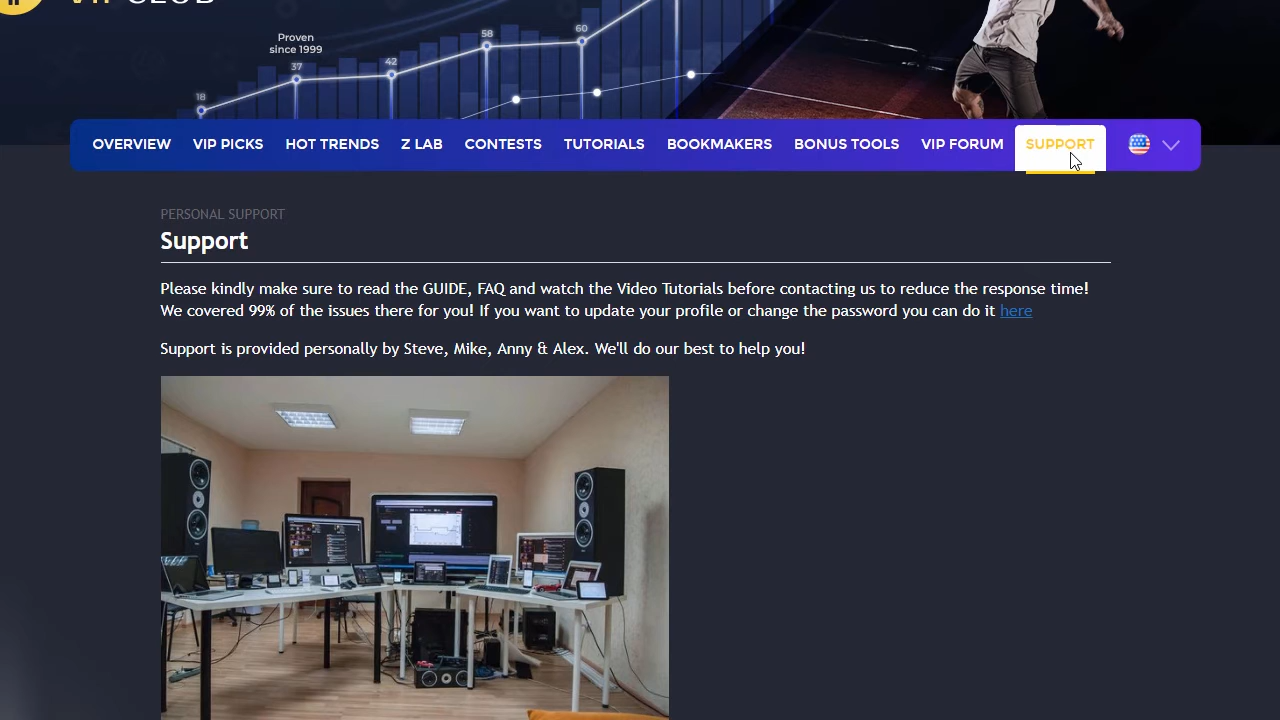 VIP CLUB
Proven
since 1999
18
37
42
58
60
OVERVIEW VIP PICKS HOT TRENDS Z LAB CONTESTS TUTORIALS BOOKMAKERS BONUS TOOLS VIP FORUM SUPPORT
PERSONAL SUPPORT
Support
Please kindly make sure to read the GUIDE, FAQ and watch the Video Tutorials before contacting us to reduce the response time!
We covered 99% of the issues there for you! If you want to update your profile or change the password you can do it here
Support is provided personally by Steve, Mike, Anny & Alex. We'll do our best to help you!